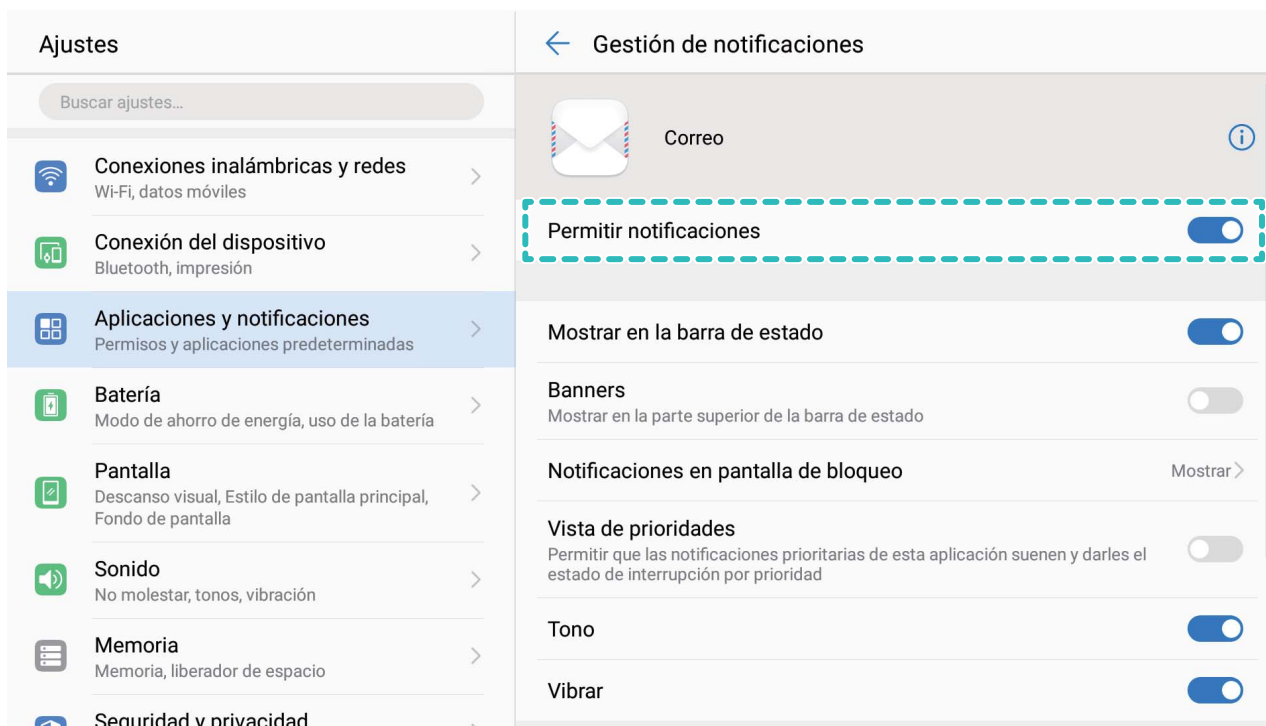 Ajustes
Buscar ajustes...
Conexiones inalámbricas y redes
Wi-Fi, datos móviles
Conexión del dispositivo
Bluetooth, impresión
Aplicaciones y notificaciones
Permisos y aplicaciones predeterminadas
Batería
Modo de ahorro de energía, uso de la batería
Pantalla
Descanso visual, Estilo de pantalla principal,
Fondo de pantalla
Sonido
No molestar, tonos, vibración
Memoria
Memoria, liberador de espacio
Seguridad y privacidad
Gestión de notificaciones
Correo
Permitir notificaciones
Mostrar en la barra de estado
Banners
Mostrar en la parte superior de la barra de estado
Notificaciones en pantalla de bloqueo Mostrar
Vista de prioridades
Permitir que las notificaciones prioritarias de esta aplicación suenen y darles el
estado de interrupción por prioridad
Tono
Vibrar